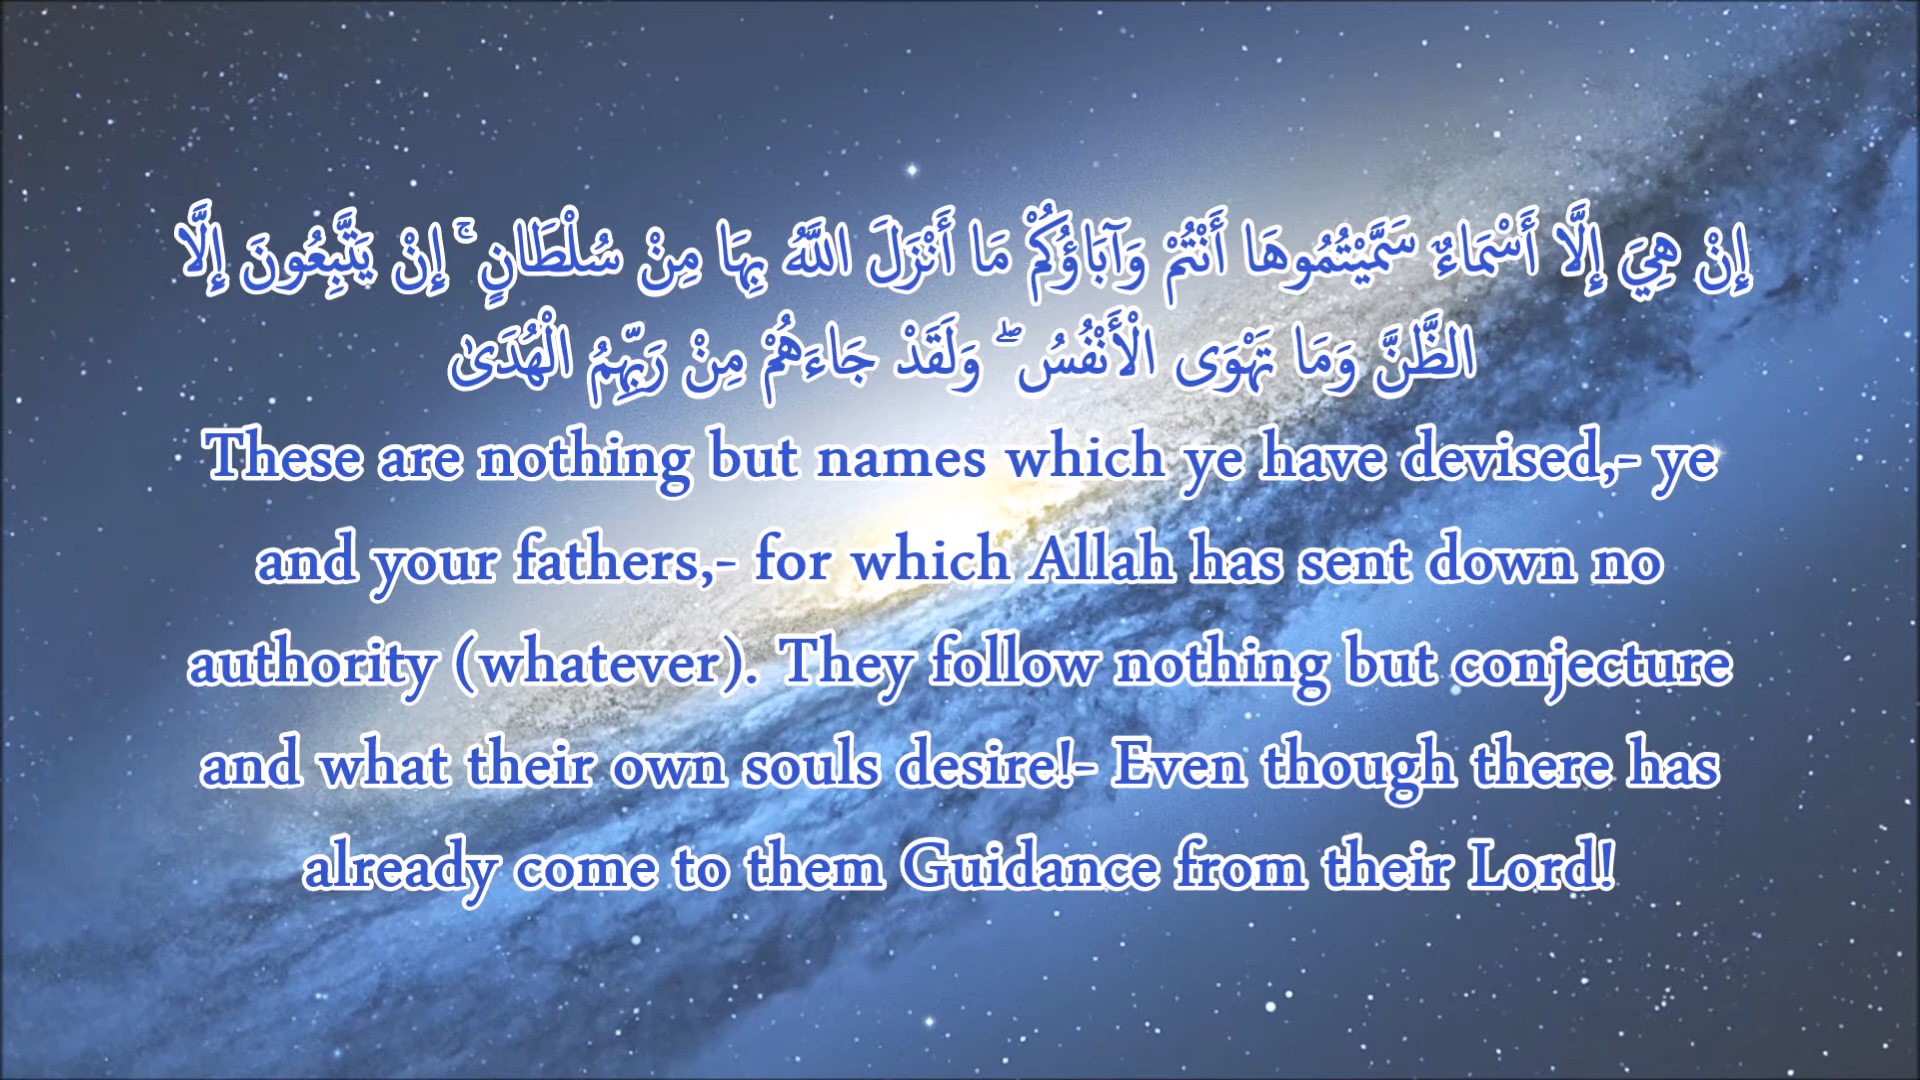 إِنْ هِيَ إِلَّا أَسْمَاءٌ سَمَّيْتُمُوهَا أَنْتُمْ وَآبَاؤُكُمْ مَا أَنْزَلَ اللَّهُ بِهَا مِنْ سُلْطَانٍ ۚ إِنْ يَتَّبِعُونَ إِلَّا
الظَّنَّ وَمَا تَهْوَى الْأَنْفُسُ ۖ وَلَقَدْ جَاءَهُمْ مِنْ رَبِّهِمُ الْهُدَىٰ
These are nothing but names which ye have devised,- ye
and your fathers,- for which Allah has sent down no
authority (whatever). They follow nothing but conjecture
and what their own souls desire!- Even though there has
already come to them Guidance from their Lord!